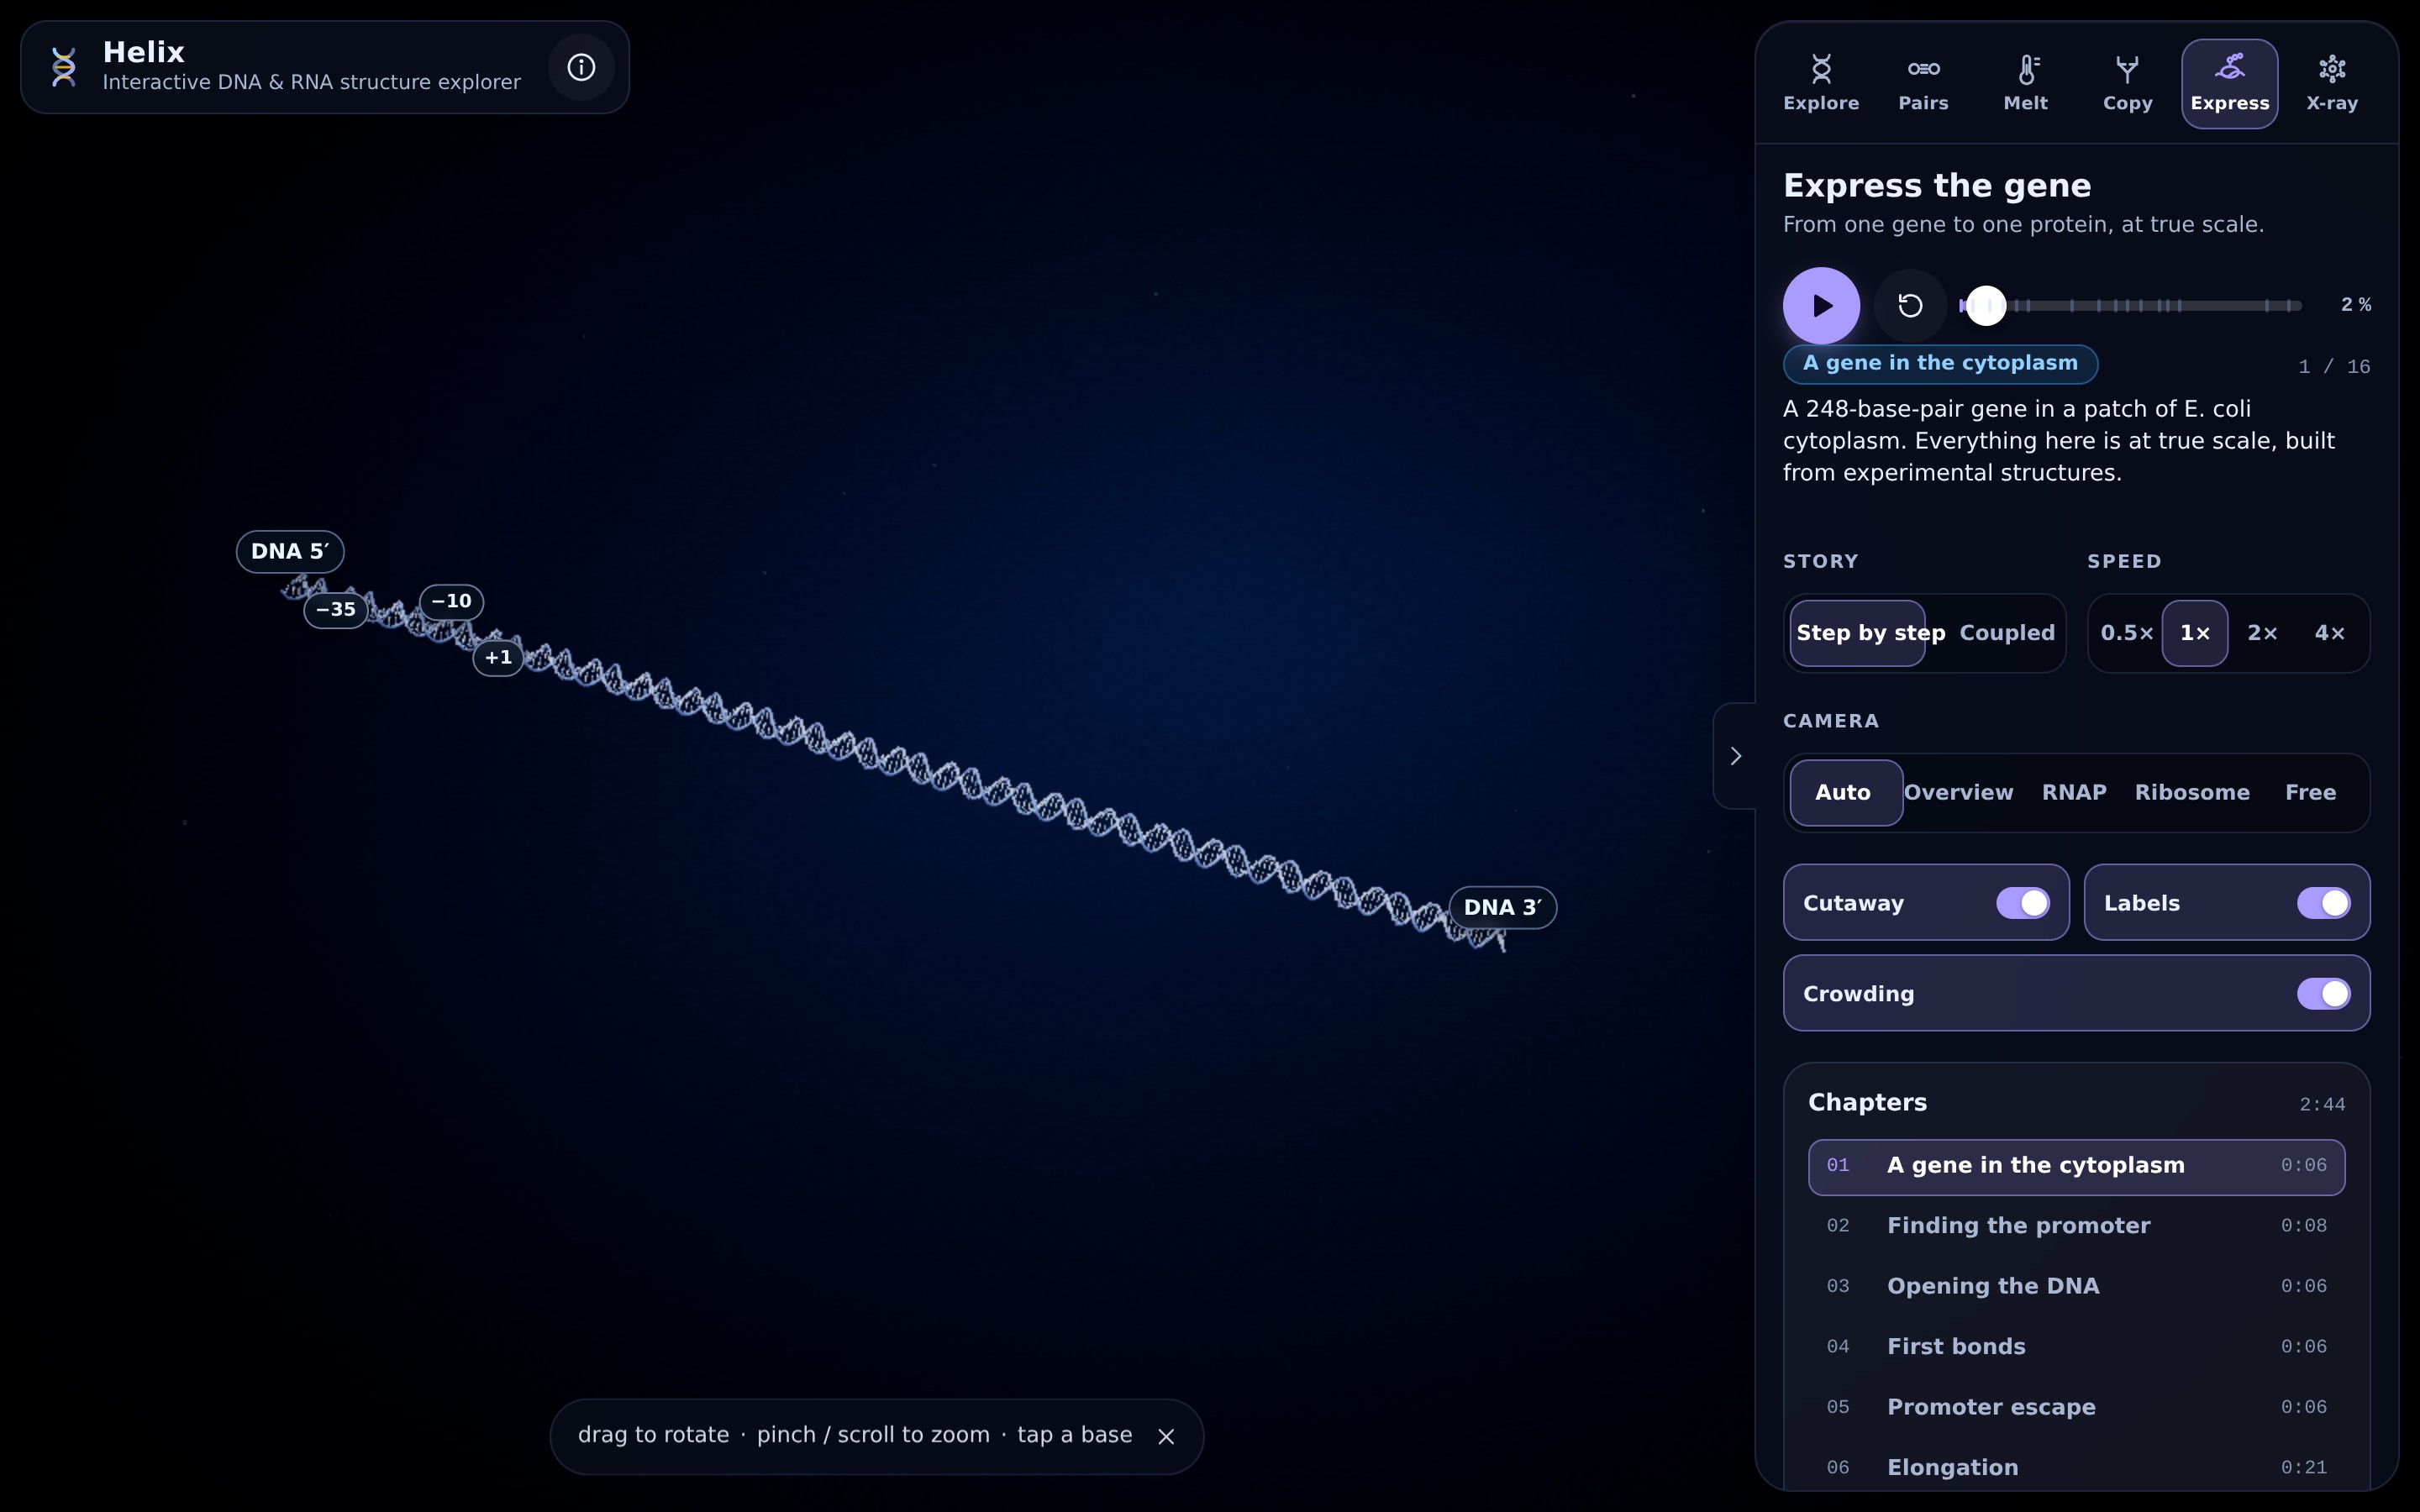 Helix
Interactive DNA & RNA structure explorer
Explore
Pairs
Melt
Copy
Express
X-ray
Express the gene
From one gene to one protein, at true scale.
2 %
A gene in the cytoplasm
1 / 16
A 248-base-pair gene in a patch of E. coli
cytoplasm. Everything here is at true scale, built
from experimental structures.
STORY
SPEED
Step by step
Coupled
0.5×
1×
2×
4×
CAMERA
Auto
Overview
RNAP
Ribosome
Free
Cutaway
Labels
Crowding
Chapters
2:44
01 A gene in the cytoplasm 0:06
02 Finding the promoter 0:08
03 Opening the DNA 0:06
04 First bonds 0:06
05 Promoter escape 0:06
06 Elongation 0:21
DNA 5′
−35
−10
+1
DNA 3′
drag to rotate · pinch / scroll to zoom · tap a base